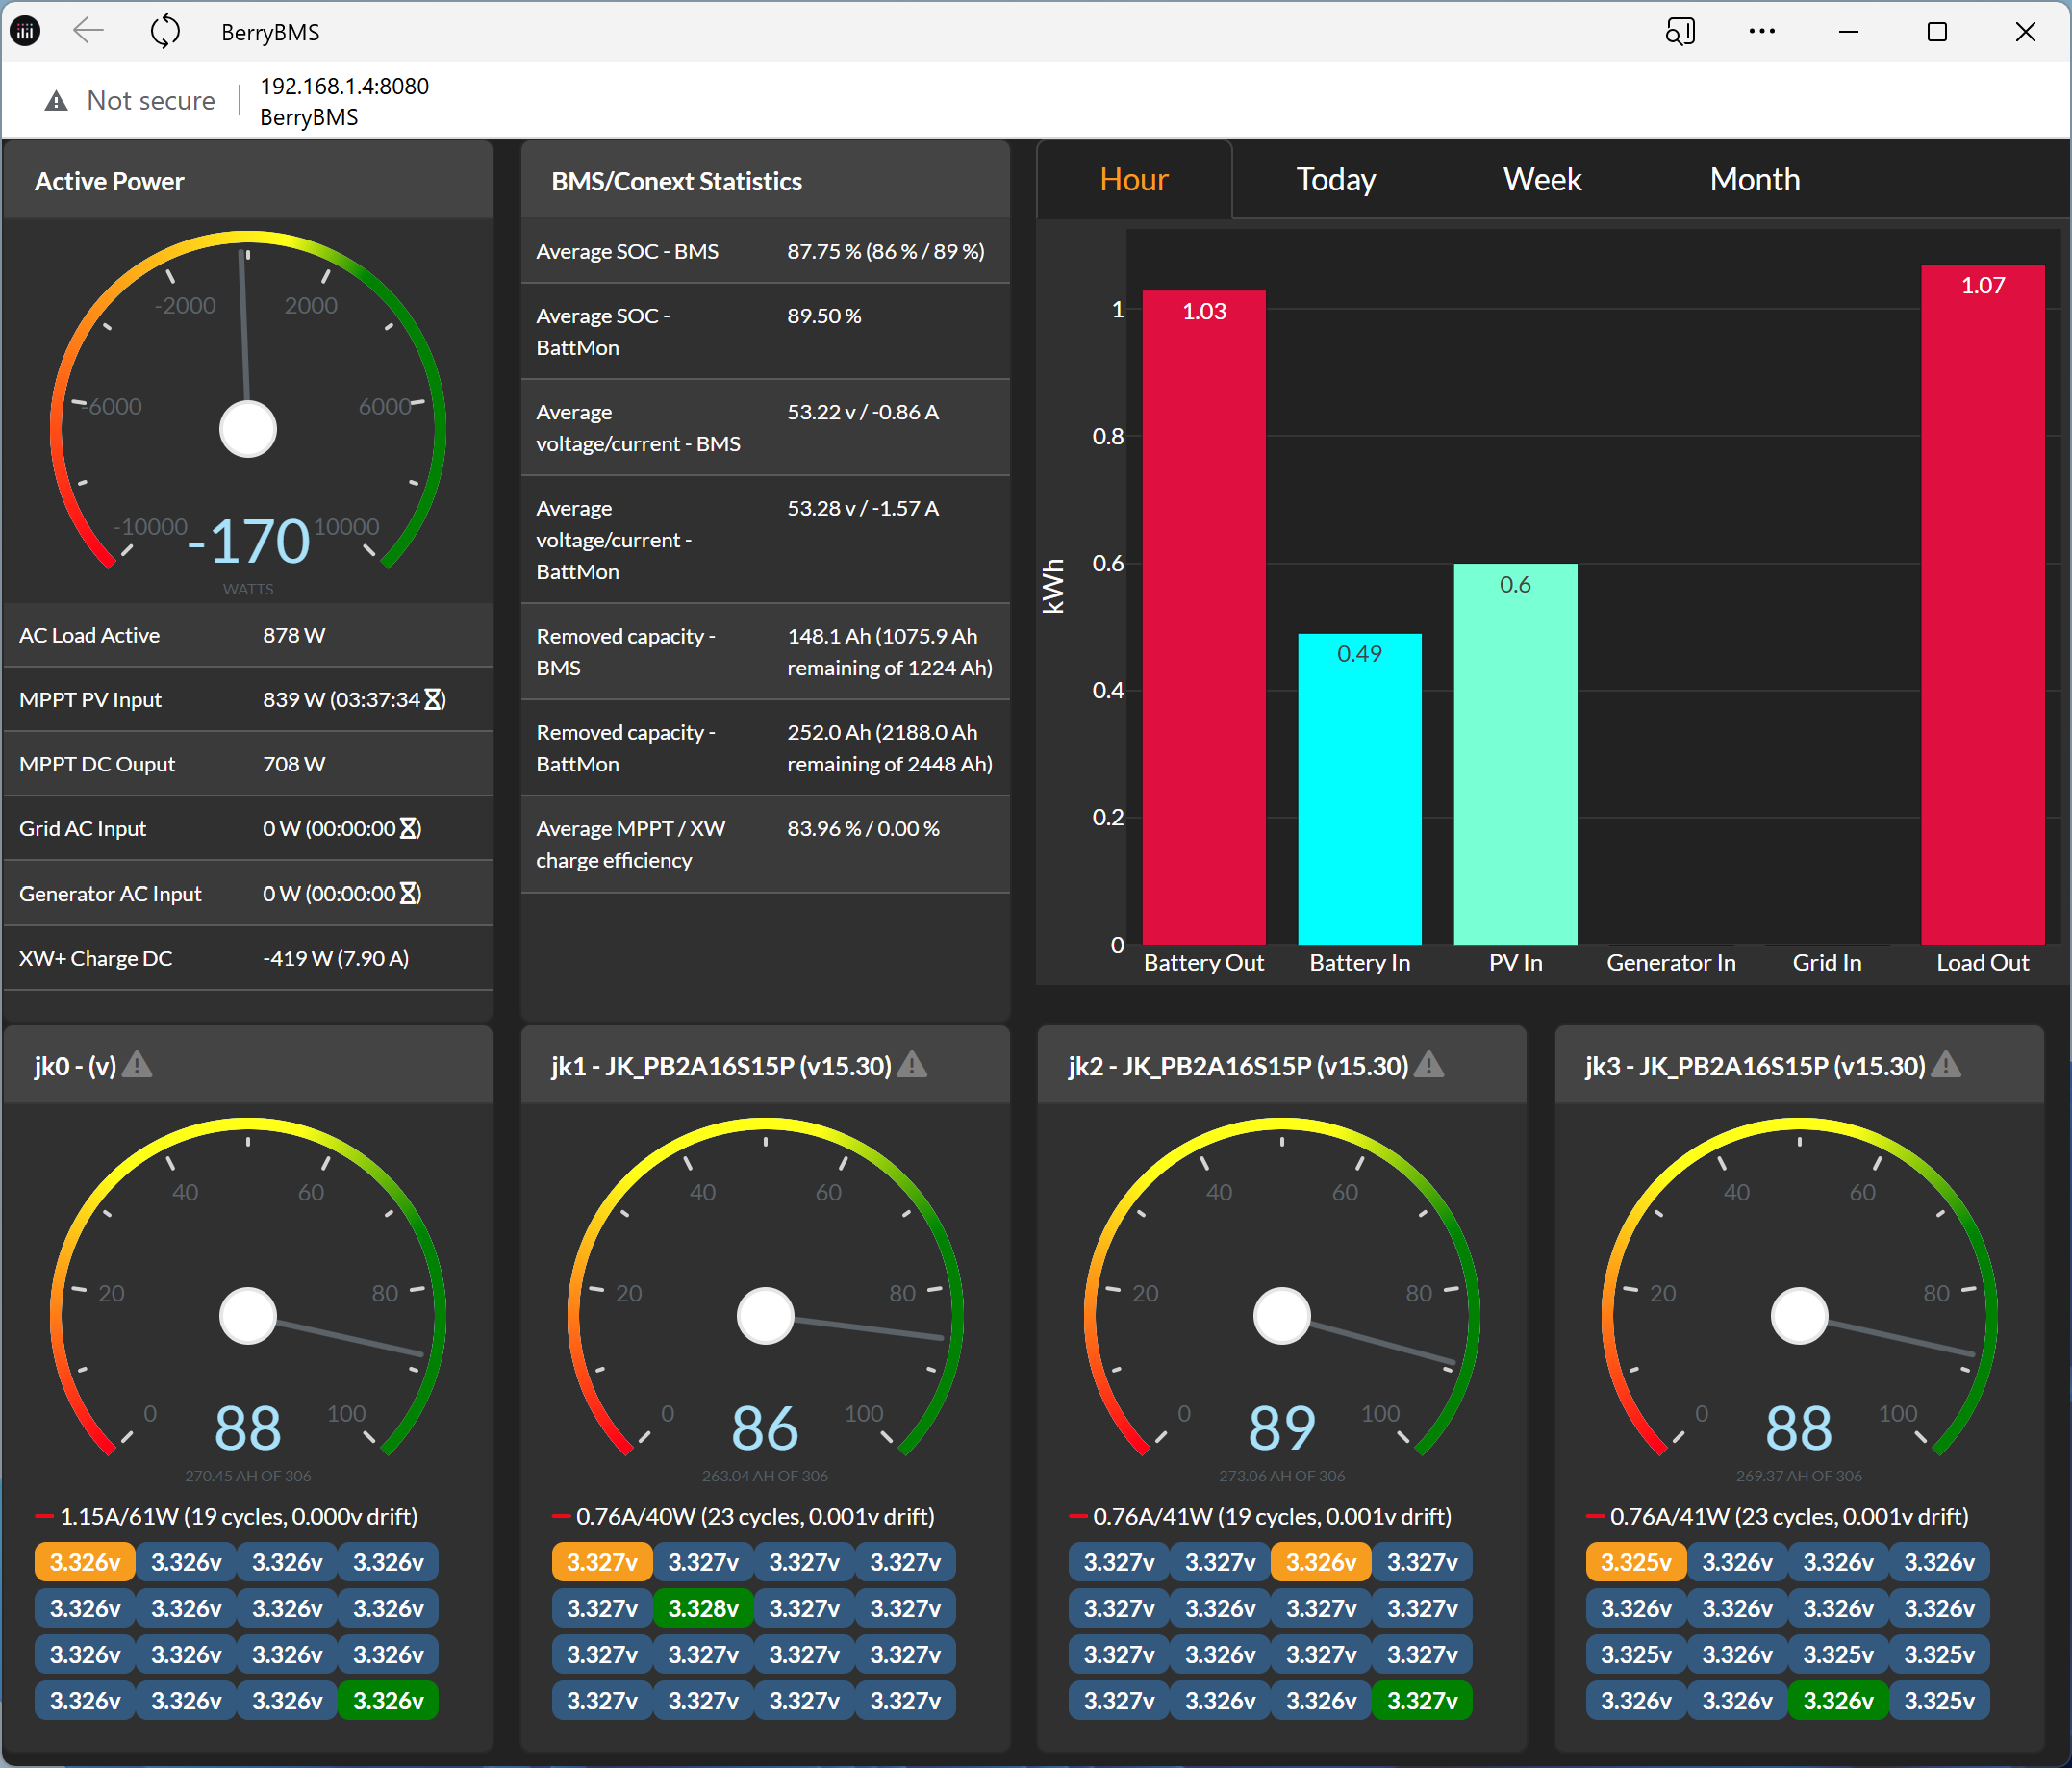 BerryBMS
Not secure
192.168.1.4:8080
BerryBMS
Active Power
-2000 2000
-6000 6000
-10000 10000
-170
WATTS
AC Load Active 878 W
MPPT PV Input 839 W (03:37:34 ⌛)
MPPT DC Ouput 708 W
Grid AC Input 0 W (00:00:00 ⌛)
Generator AC Input 0 W (00:00:00 ⌛)
XW+ Charge DC -419 W (7.90 A)
BMS/Conext Statistics
Average SOC - BMS 87.75 % (86 % / 89 %)
Average SOC - 89.50 %
BattMon
Average 53.22 v / -0.86 A
voltage/current - BMS
Average 53.28 v / -1.57 A
voltage/current -
BattMon
Removed capacity - 148.1 Ah (1075.9 Ah
BMS remaining of 1224 Ah)
Removed capacity - 252.0 Ah (2188.0 Ah
BattMon remaining of 2448 Ah)
Average MPPT / XW 83.96 % / 0.00 %
charge efficiency
Hour Today Week Month
kWh
1
0.8
0.6
0.4
0.2
0
1.03
0.49
0.6
1.07
Battery Out Battery In PV In Generator In Grid In Load Out
jk0 - (v)
40 60
20 80
0 100
88
270.45 AH OF 306
— 1.15A/61W (19 cycles, 0.000v drift)
3.326v 3.326v 3.326v 3.326v
3.326v 3.326v 3.326v 3.326v
3.326v 3.326v 3.326v 3.326v
3.326v 3.326v 3.326v 3.326v
jk1 - JK_PB2A16S15P (v15.30)
40 60
20 80
0 100
86
263.04 AH OF 306
— 0.76A/40W (23 cycles, 0.001v drift)
3.327v 3.327v 3.327v 3.327v
3.327v 3.328v 3.327v 3.327v
3.327v 3.327v 3.327v 3.327v
3.327v 3.327v 3.327v 3.327v
jk2 - JK_PB2A16S15P (v15.30)
40 60
20 80
0 100
89
273.06 AH OF 306
— 0.76A/41W (19 cycles, 0.001v drift)
3.327v 3.327v 3.326v 3.327v
3.327v 3.326v 3.327v 3.327v
3.327v 3.326v 3.327v 3.327v
3.327v 3.326v 3.326v 3.327v
jk3 - JK_PB2A16S15P (v15.30)
40 60
20 80
0 100
88
269.37 AH OF 306
— 0.76A/41W (23 cycles, 0.001v drift)
3.325v 3.326v 3.326v 3.326v
3.326v 3.326v 3.326v 3.326v
3.325v 3.326v 3.325v 3.325v
3.326v 3.326v 3.326v 3.325v